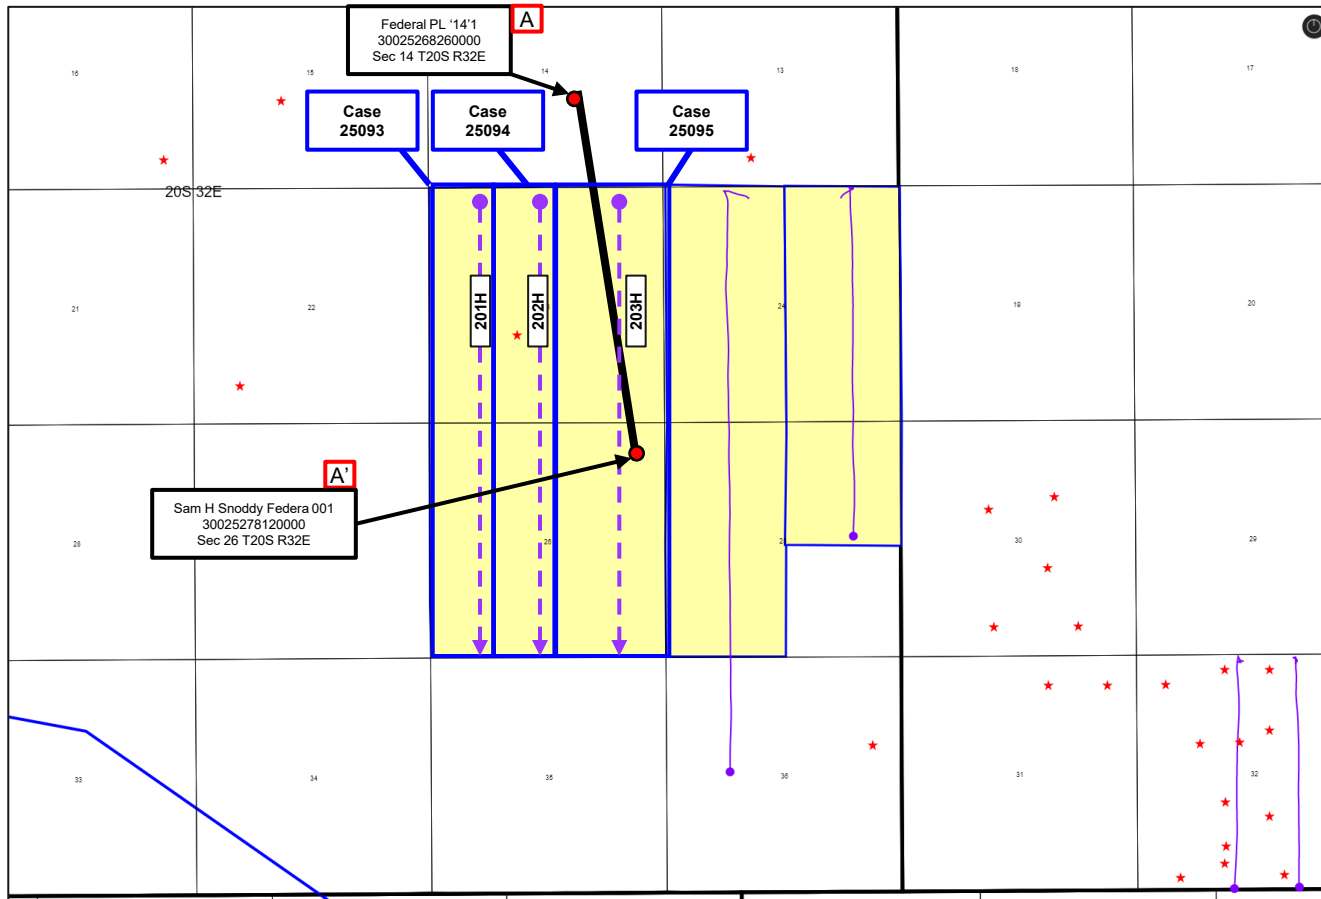 Federal PL ‘14’1
30025268260000
Sec 14 T20S R32E
A
16
15
14
13
18
17
Case
25093
Case
25094
Case
25095
20S 32E
21
22
201H
202H
203H
24
19
20
A’
Sam H Snoddy Federa 001
30025278120000
Sec 26 T20S R32E
28
26
30
29
33
34
35
36
31
32